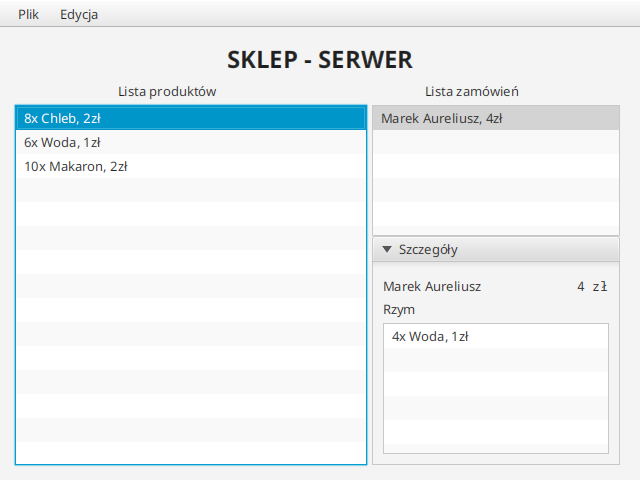 Plik Edycja
SKLEP - SERWER
Lista produktów
8x Chleb, 2zł
6x Woda, 1zł
10x Makaron, 2zł
Lista zamówień
Marek Aureliusz, 4zł
Szczegóły
Marek Aureliusz 4 zł
Rzym
4x Woda, 1zł